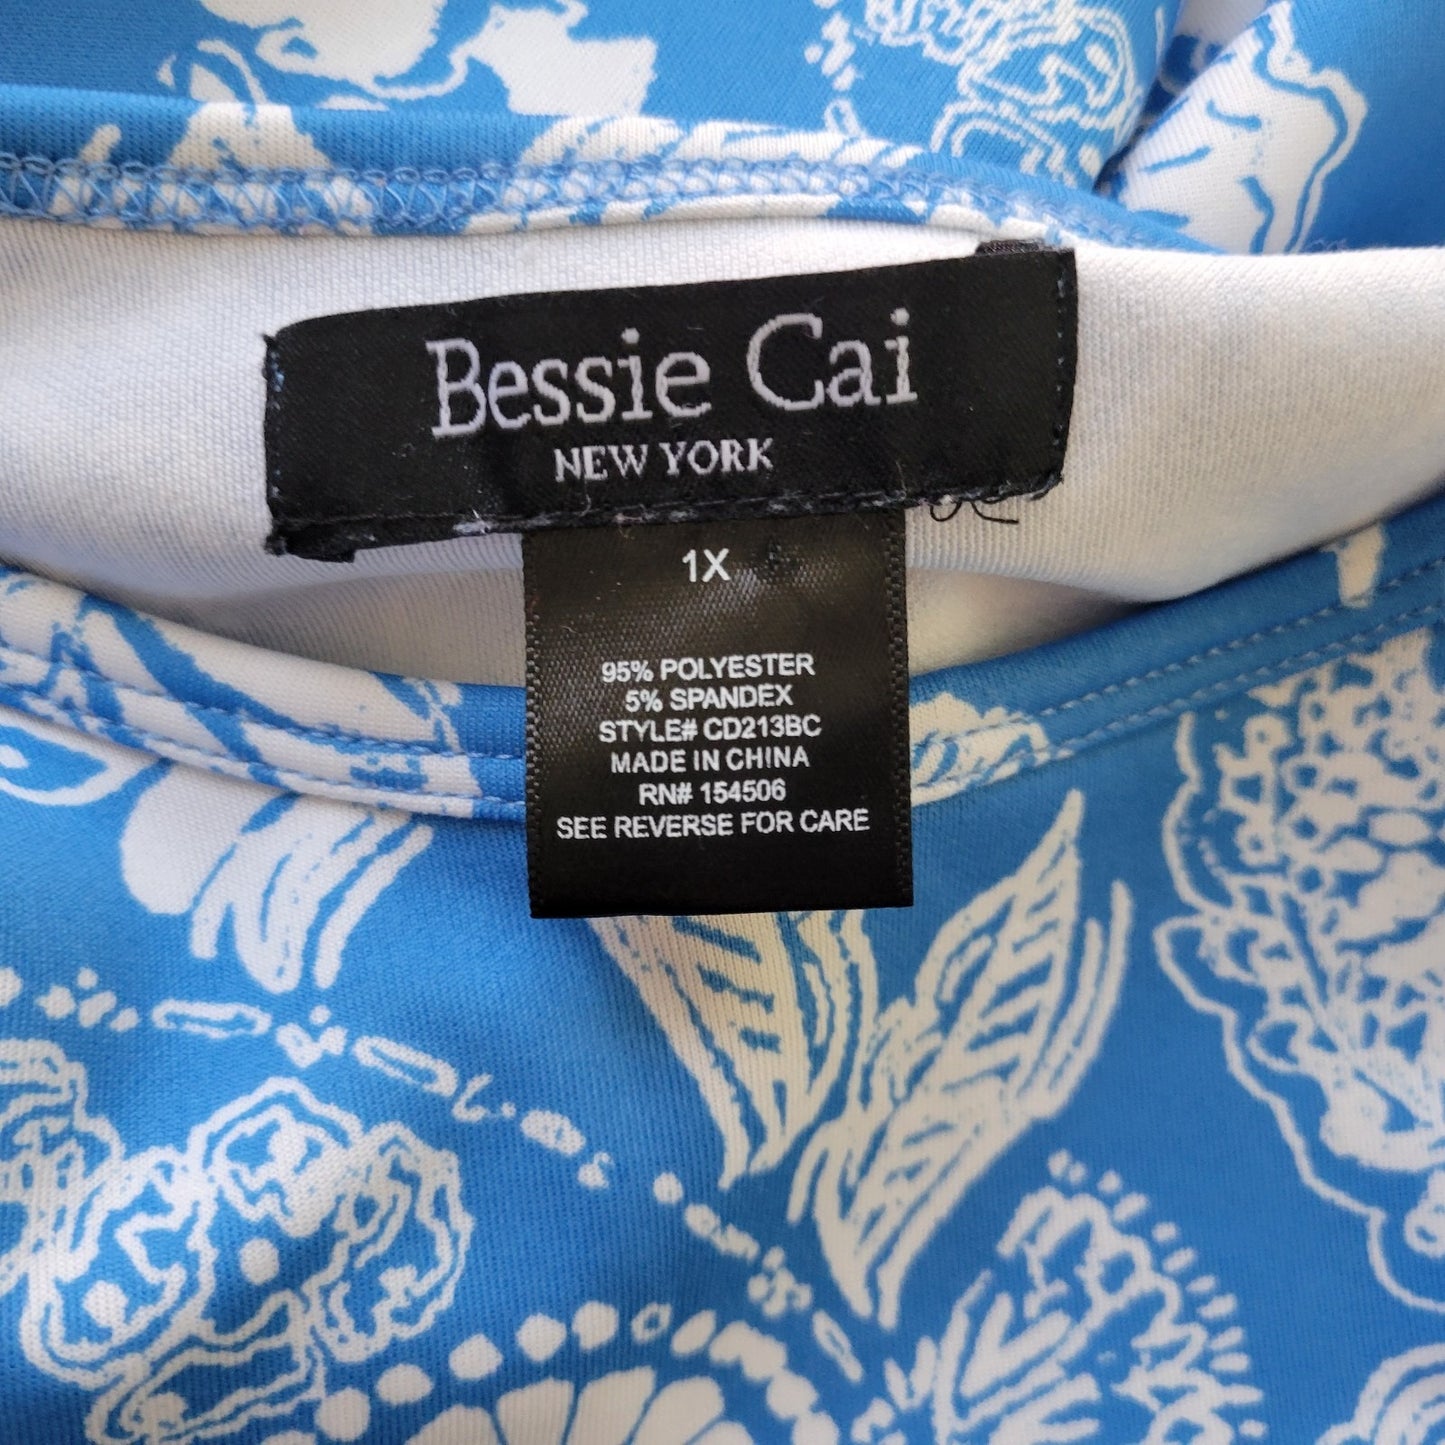 Bessie Cai
NEW YORK
1X
95% POLYESTER
5% SPANDEX
STYLE# CD213BC
MADE IN CHINA
RN# 154506
SEE REVERSE FOR CARE